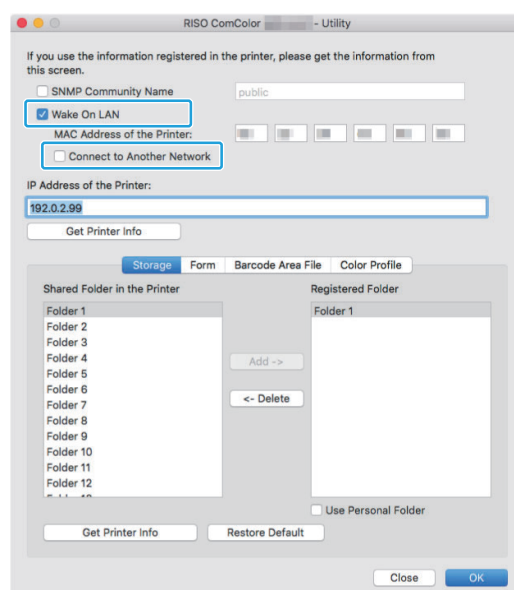 RISO ComColor - Utility
If you use the information registered in the printer, please get the information from
this screen.
SNMP Community Name
public
Wake On LAN
MAC Address of the Printer:
Connect to Another Network
IP Address of the Printer:
192.0.2.99
Get Printer Info
Storage Form Barcode Area File Color Profile
Shared Folder in the Printer Registered Folder
Folder 1 Folder 1
Folder 2
Folder 3
Folder 4
Add ->
Folder 5
Folder 6
<- Delete
Folder 7
Folder 8
Folder 9
Folder 10
Folder 11
Folder 12
Use Personal Folder
Get Printer Info Restore Default
Close OK